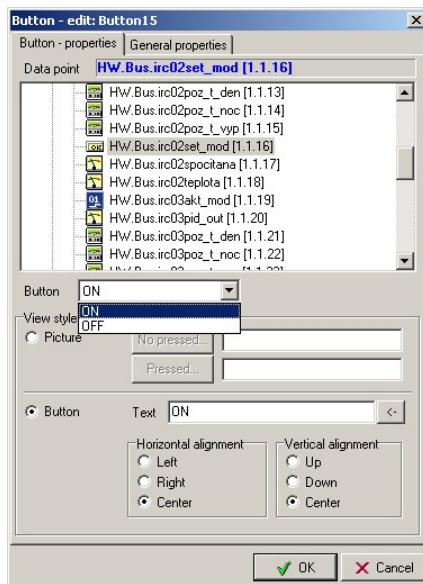 Button - edit: Button15
Button - properties General properties
Data point HW.Bus.irc02set_mod [1.1.16]
HW.Bus.irc02poz_t_den [1.1.13]
HW.Bus.irc02poz_t_noc [1.1.14]
HW.Bus.irc02poz_t_vyp [1.1.15]
OK HW.Bus.irc02set_mod [1.1.16]
HW.Bus.irc02spocitana [1.1.17]
HW.Bus.irc02teplota [1.1.18]
01 HW.Bus.irc03akt_mod [1.1.19]
HW.Bus.irc03pid_out [1.1.20]
HW.Bus.irc03poz_t_den [1.1.21]
HW.Bus.irc03poz_t_noc [1.1.22]
Button ON
ON
OFF
View style
Picture No pressed...
Pressed...
Button Text ON <-
Horizontal alignment Vertical alignment
Left Up
Right Down
Center Center
OK Cancel